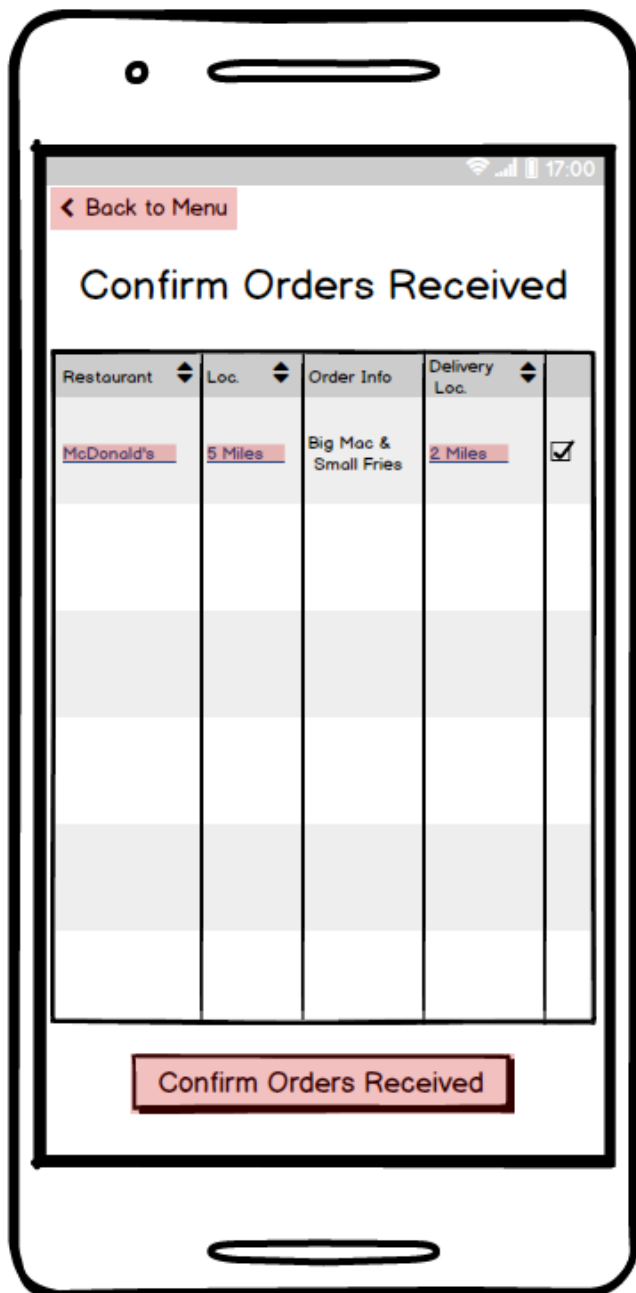 17:00
Back to Menu
Confirm Orders Received
Restaurant
Loc.
Order Info
Delivery
Loc.
McDonald's
5 Miles
Big Mac &
Small Fries
2 Miles
Confirm Orders Received